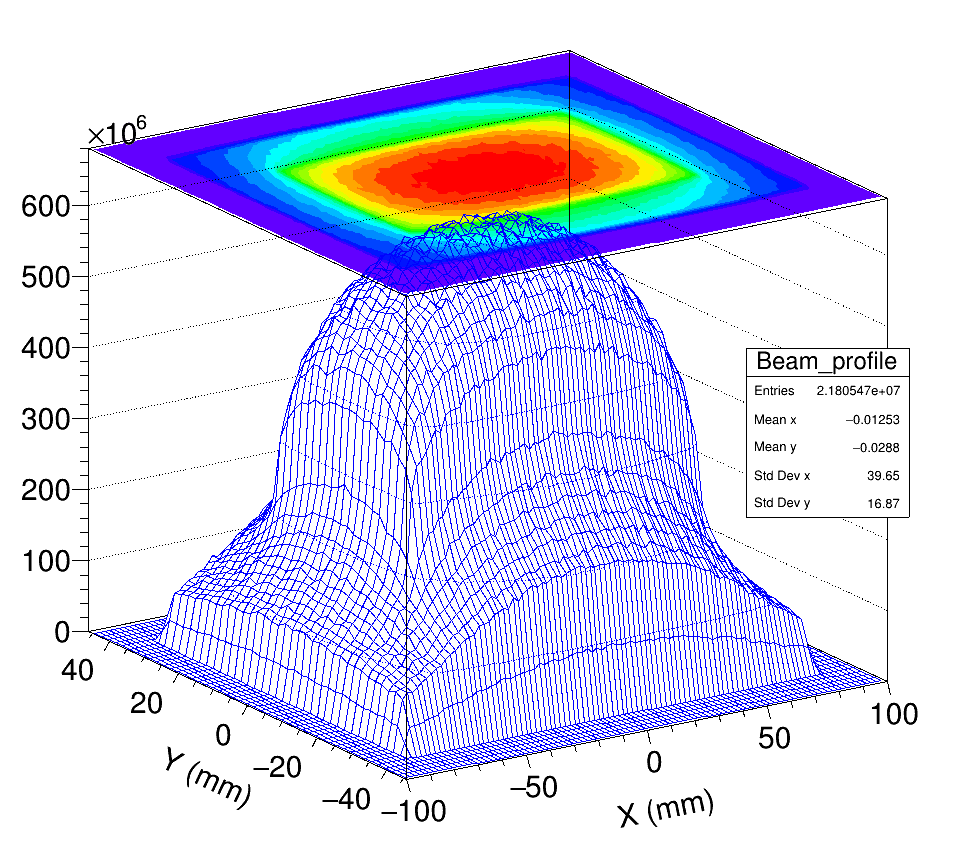 ×10⁶
600
500
400
300
200
100
0
40
20
0
−20
−40
Y (mm)
−100
−50
0
50
100
X (mm)
Beam_profile
Entries 2.180547e+07
Mean x −0.01253
Mean y −0.0288
Std Dev x 39.65
Std Dev y 16.87